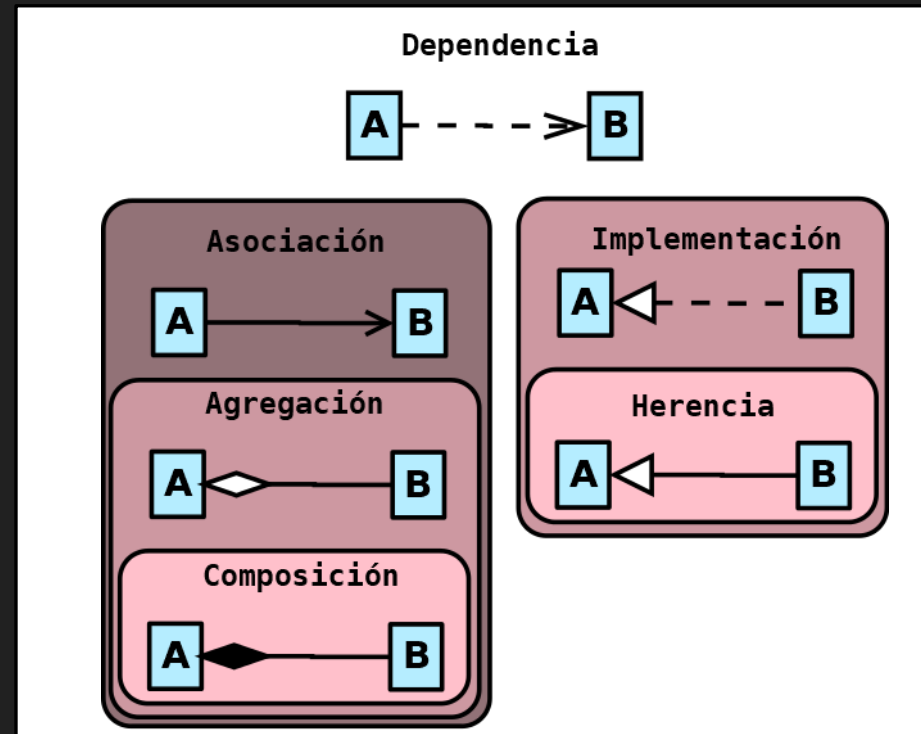 Dependencia
A B
Asociación
A B
Agregación
A B
Composición
A B
Implementación
A B
Herencia
A B